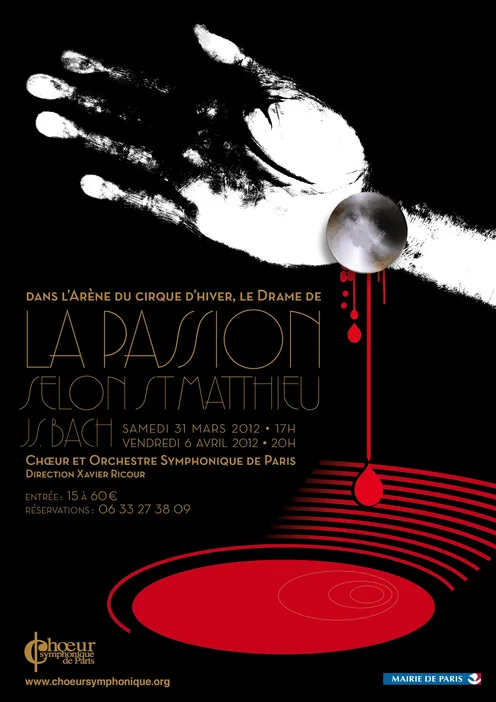 DANS L'ARÈNE DU CIRQUE D'HIVER, LE DRAME DE
LA PASSION
SELON ST MATTHIEU
J.S. BACH
SAMEDI 31 MARS 2012 • 17H
VENDREDI 6 AVRIL 2012 • 20H
CHŒUR ET ORCHESTRE SYMPHONIQUE DE PARIS
DIRECTION XAVIER RICOUR
ENTRÉE : 15 À 60 €
RÉSERVATIONS : 06 33 27 38 09
Chœur
symphonique
de Paris
www.choeursymphonique.org
MAIRIE DE PARIS